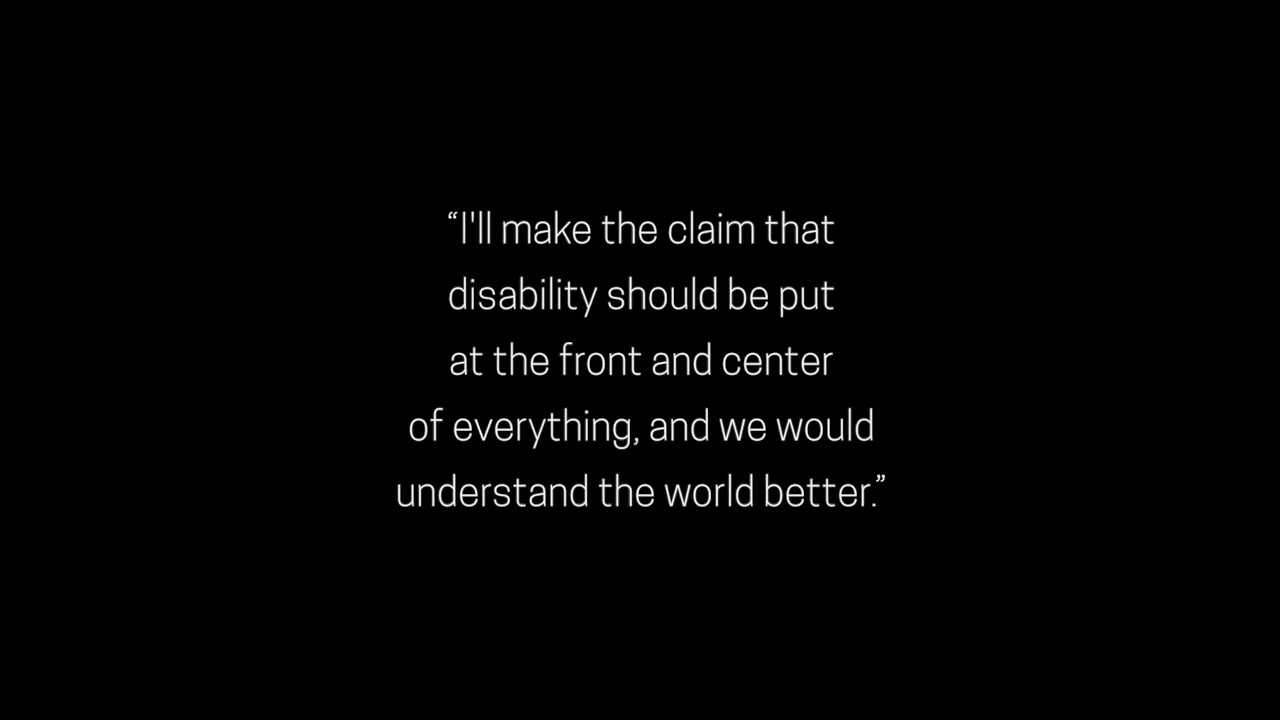 “I'll make the claim that
disability should be put
at the front and center
of everything, and we would
understand the world better.”